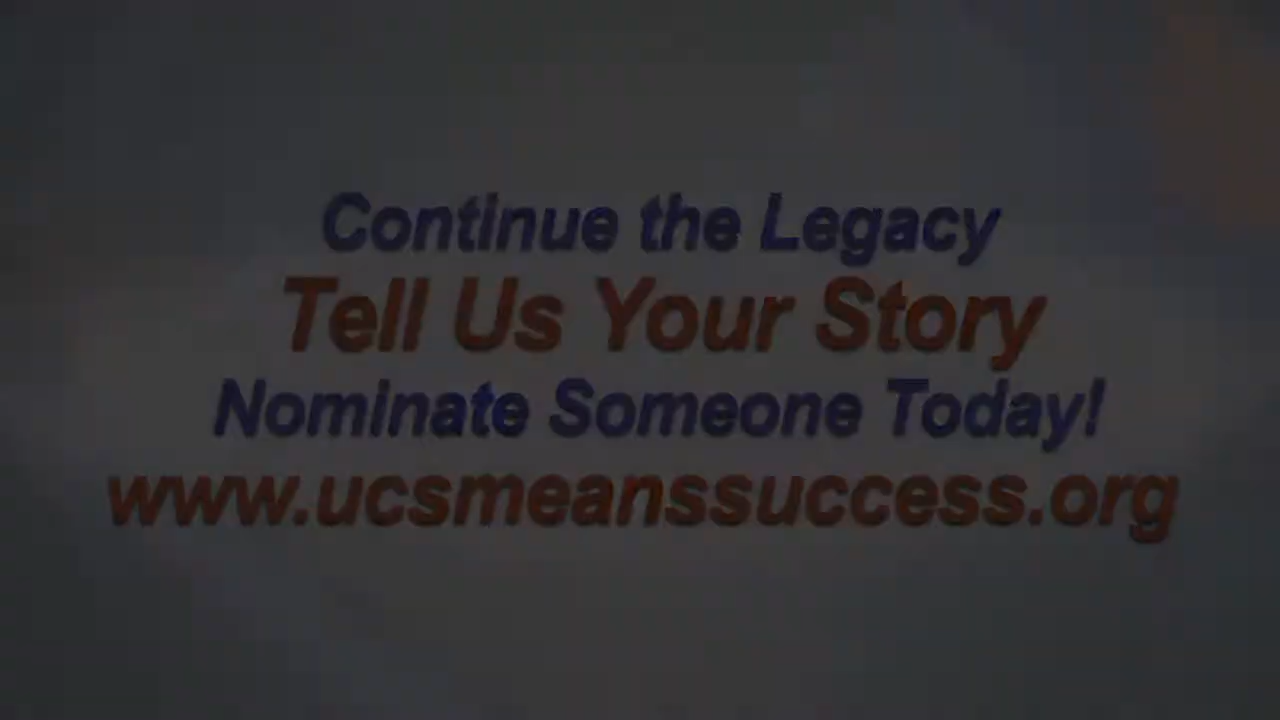 Continue the Legacy
Tell Us Your Story
Nominate Someone Today!
www.ucsmeanssuccess.org